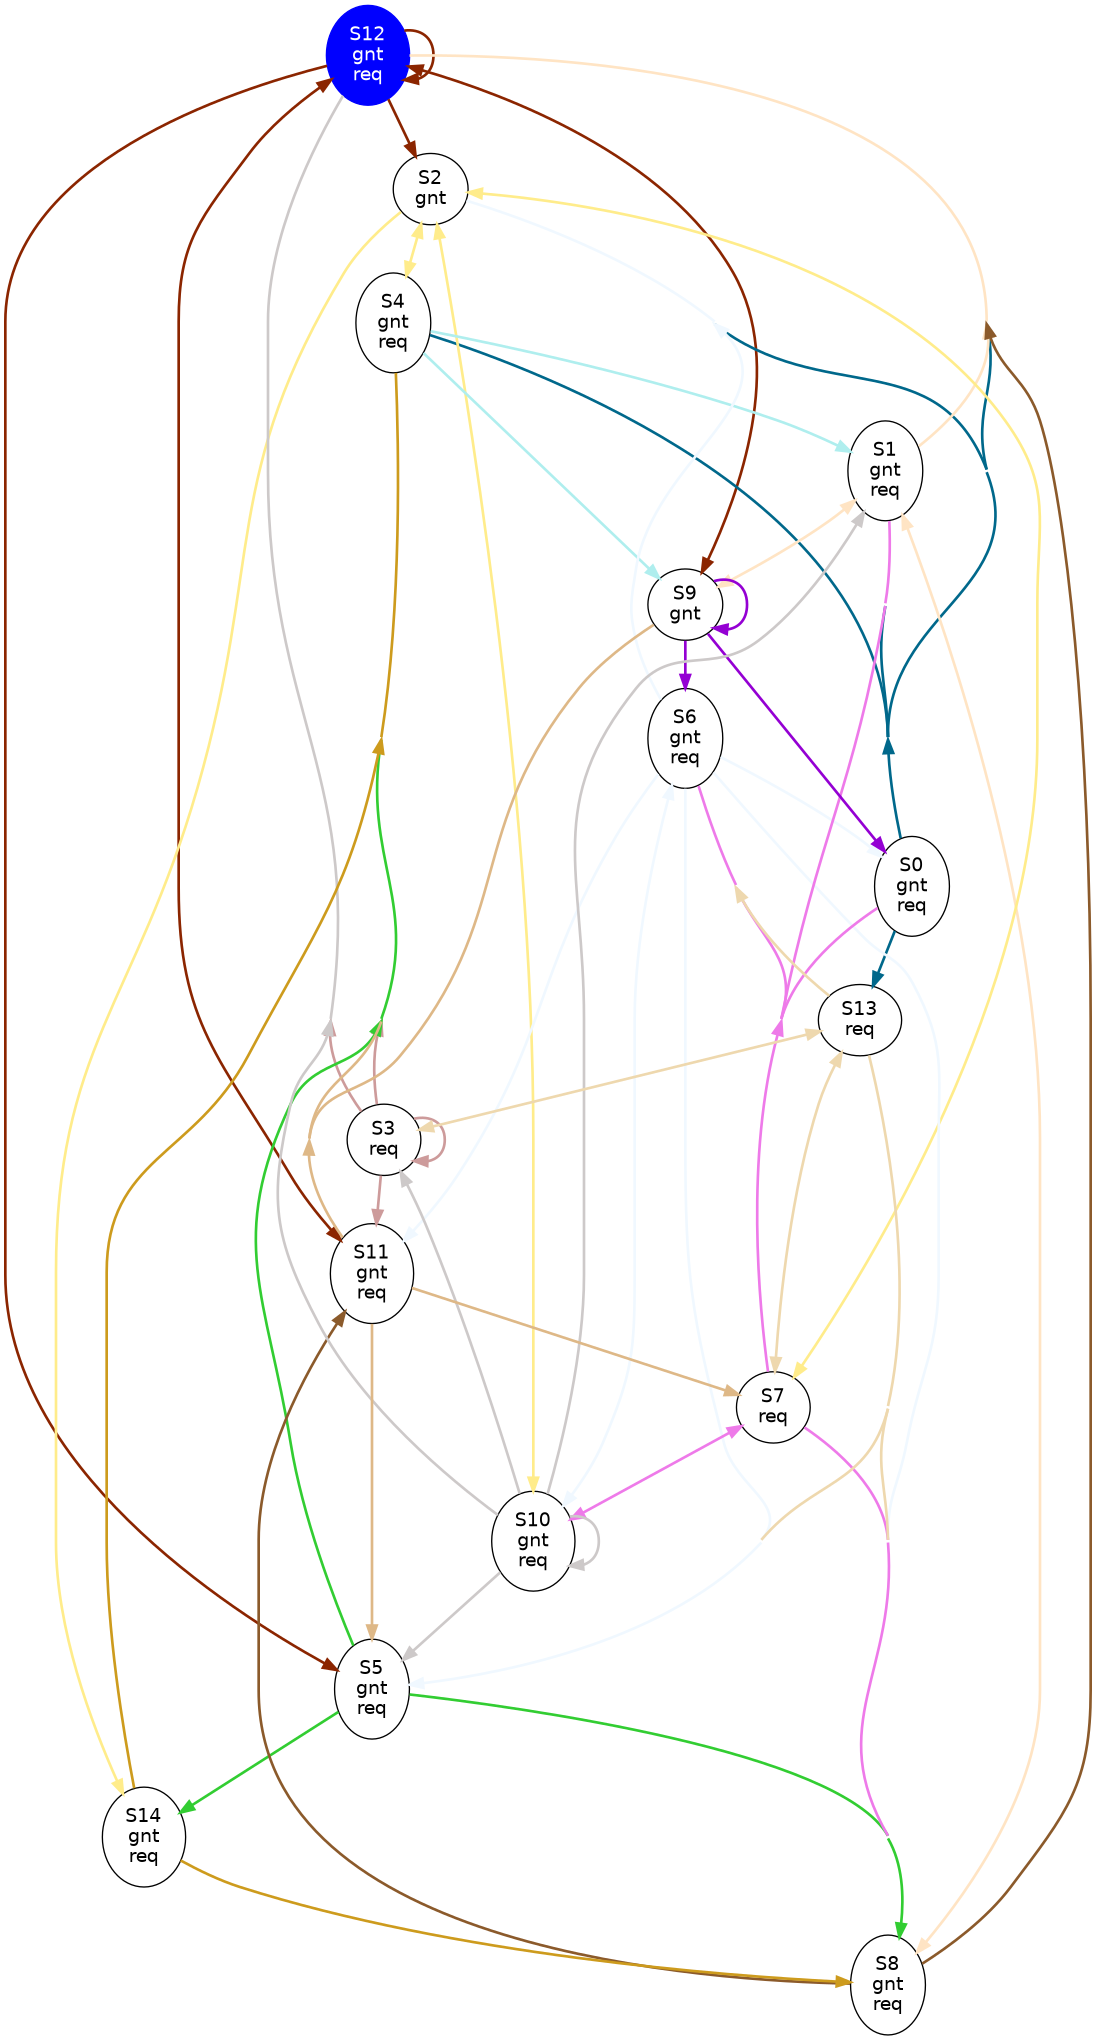 S12
gnt
req
S2
gnt
S4
gnt
req
S1
gnt
req
S9
gnt
S6
gnt
req
S0
gnt
req
S13
req
S3
req
S11
gnt
req
S7
req
S10
gnt
req
S5
gnt
req
S14
gnt
req
S8
gnt
req